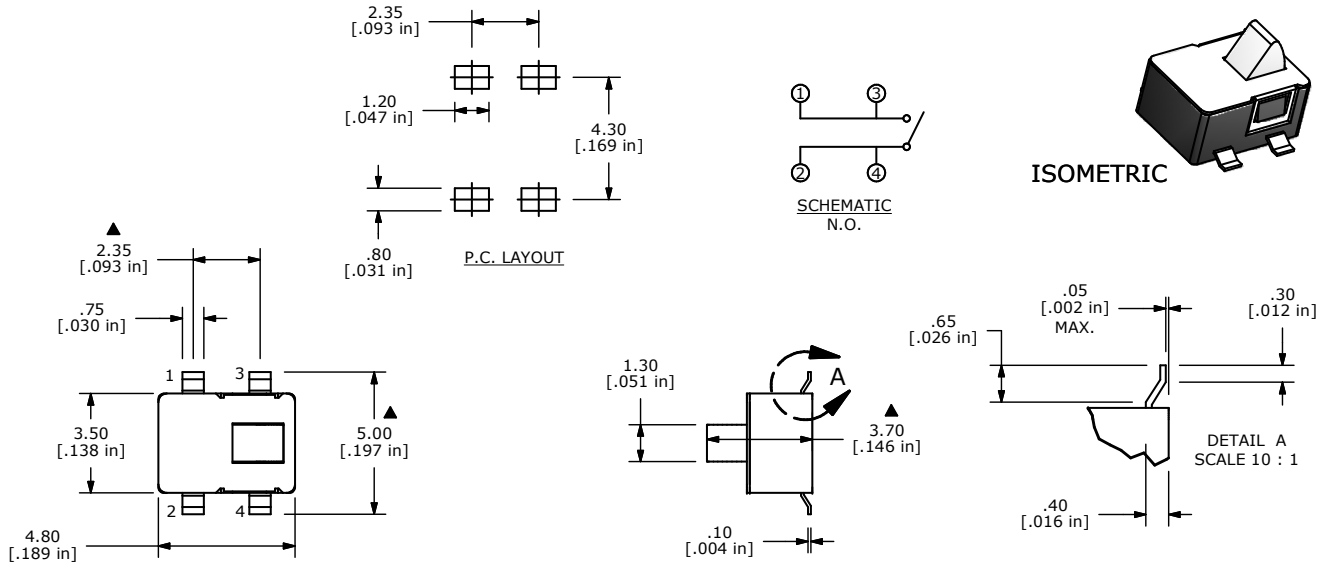 2.35
[.093 in]
1.20
[.047 in]
4.30
[.169 in]
.80
[.031 in]
P.C. LAYOUT
1
3
2
4
SCHEMATIC
N.O.
ISOMETRIC
▲
2.35
[.093 in]
.75
[.030 in]
1
3
3.50
[.138 in]
▲
5.00
[.197 in]
2
4
4.80
[.189 in]
1.30
[.051 in]
A
▲
3.70
[.146 in]
.10
[.004 in]
.05
[.002 in]
MAX.
.30
[.012 in]
.65
[.026 in]
DETAIL A
SCALE 10 : 1
.40
[.016 in]